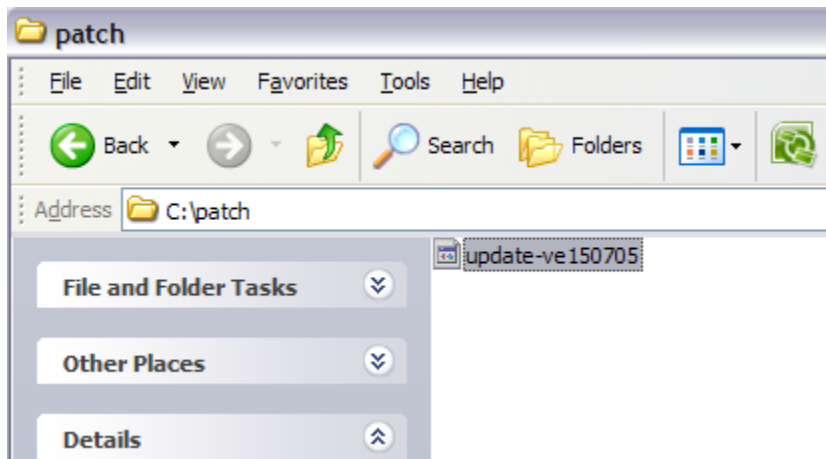 patch
File Edit View Favorites Tools Help
Back Search Folders
Address C:\patch
update-ve150705
File and Folder Tasks
Other Places
Details